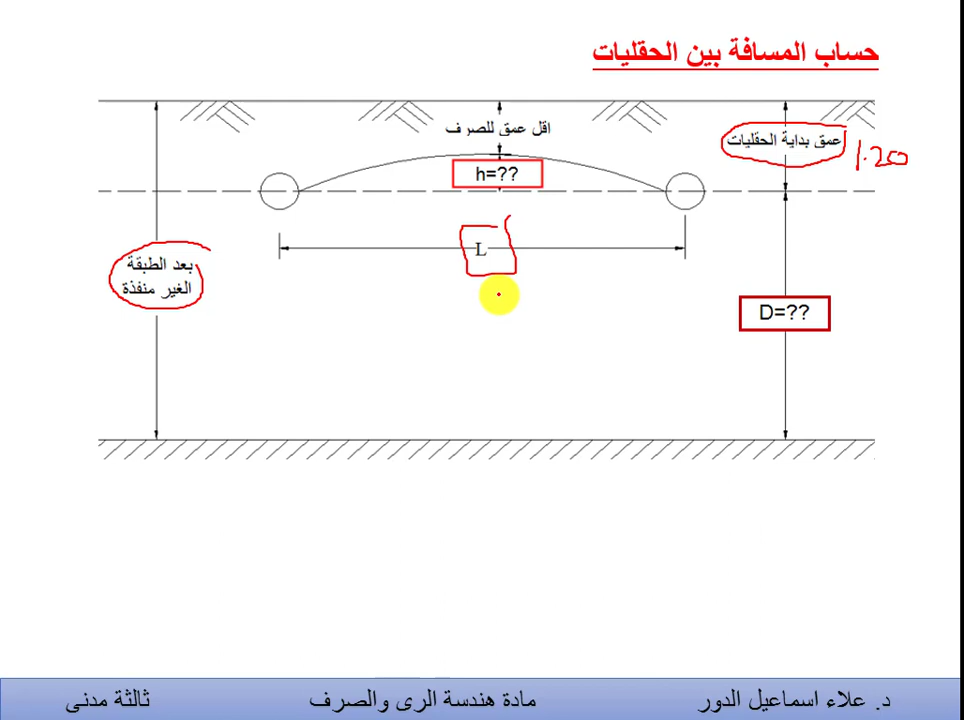 حساب المسافة بين الحقليات
اقل عمق للصرف
عمق بداية الحقليات
1.20
h=??
L
بعد الطبقة
الغير منفذة
D=??
د. علاء اسماعيل الدور
مادة هندسة الرى والصرف
ثالثة مدنى